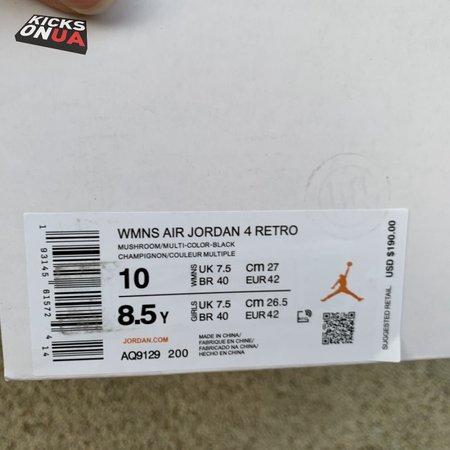 KICKS
ONUA
WMNS AIR JORDAN 4 RETRO
MUSHROOM/MULTI-COLOR-BLACK
CHAMPIGNON/COULEUR MULTIPLE
10 WMNS UK 7.5 Cm 27
BR 40 EUR 42
8.5Y GIRLS UK 7.5 Cm 26.5
BR 40 EUR 42
JORDAN.COM
AQ9129 200
MADE IN CHINA/
FABRIQUE EN CHINE/
FABRICADO NA CHINA/
HECHO EN CHINA
1 93145 61572 4 14
SUGGESTED RETAIL USD $190.00